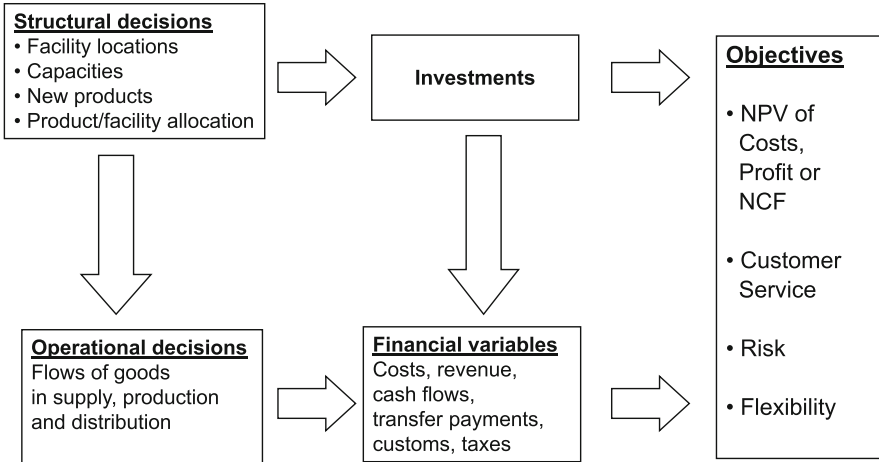 Structural decisions
• Facility locations
• Capacities
• New products
• Product/facility allocation
Investments
Objectives
• NPV of
Costs,
Profit or
NCF
• Customer
Service
• Risk
• Flexibility
Operational decisions
Flows of goods
in supply, production
and distribution
Financial variables
Costs, revenue,
cash flows,
transfer payments,
customs, taxes